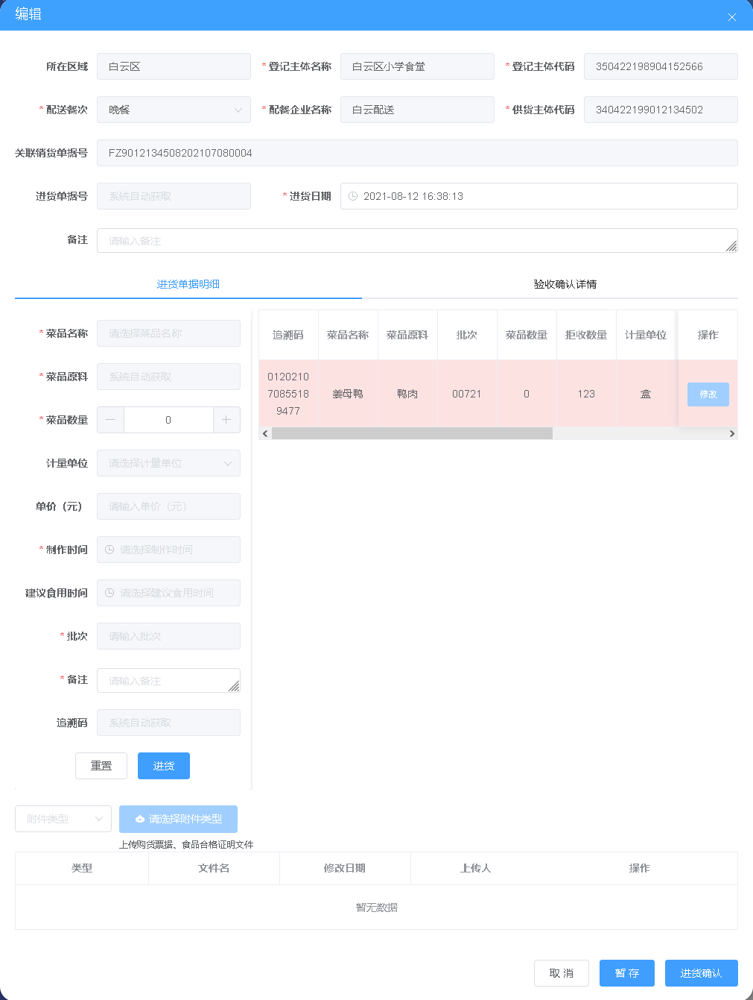 编辑
所在区域 白云区 *登记主体名称 白云区小学食堂 *登记主体代码 350422198904152566
*配送餐次 晚餐 *配餐企业名称 白云配送 *供货主体代码 340422199012134502
关联销货单据号 FZ9012134508202107080004
进货单据号 系统自动获取 *进货日期 2021-08-12 16:38:13
备注 请输入备注
进货单据明细 验收确认详情
*菜品名称 请选择菜品名称
*菜品原料 系统自动获取
*菜品数量 0
计量单位 请选择计量单位
单价（元） 请输入单价（元）
*制作时间 请选择制作时间
建议食用时间 请选择建议食用时间
*批次 请输入批次
*备注 请输入备注
追溯码 系统自动获取
重置 进货
追溯码 菜品名称 菜品原料 批次 菜品数量 拒收数量 计量单位 操作
0120210
7085518 姜母鸭 鸭肉 00721 0 123 盒 修改
9477
附件类型 请选择附件类型
上传购货票据、食品合格证明文件
类型 文件名 修改日期 上传人 操作
暂无数据
取 消 暂 存 进货确认